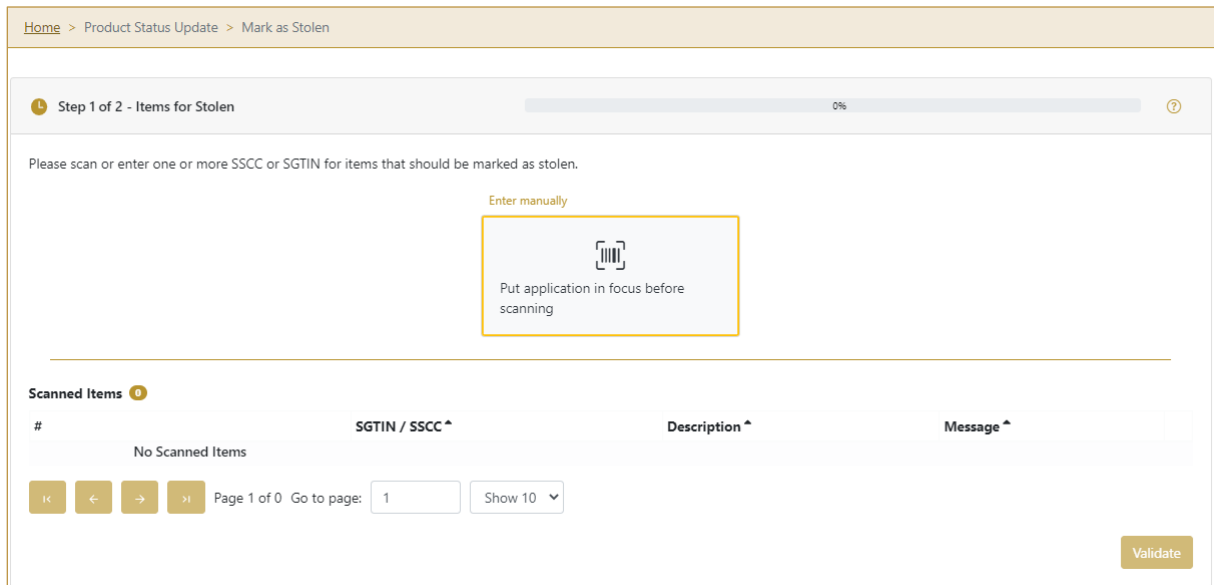 Home > Product Status Update > Mark as Stolen
Step 1 of 2 - Items for Stolen
0%
?
Please scan or enter one or more SSCC or SGTIN for items that should be marked as stolen.
Enter manually
Put application in focus before
scanning
Scanned Items 0
# SGTIN / SSCC Description Message
No Scanned Items
Page 1 of 0 Go to page: 1 Show 10
Validate